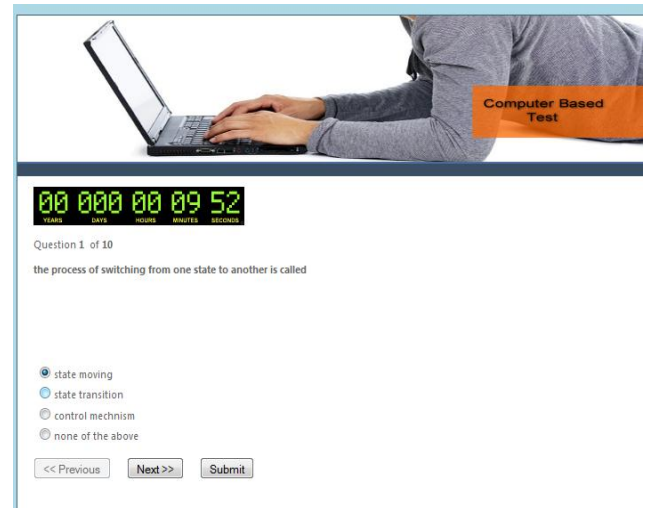 Computer Based
Test
00 000 00 09 52
YEARS DAYS HOURS MINUTES SECONDS
Question 1 of 10
the process of switching from one state to another is called
state moving
state transition
control mechnism
none of the above
<< Previous Next >> Submit